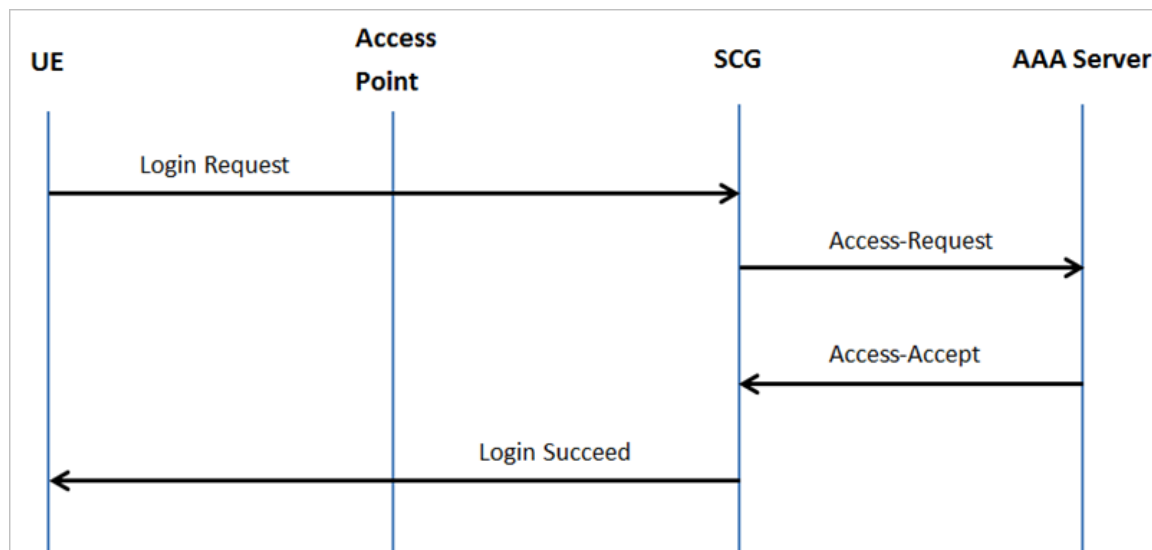 UE
Access
Point
SCG
AAA Server
Login Request
Access-Request
Access-Accept
Login Succeed